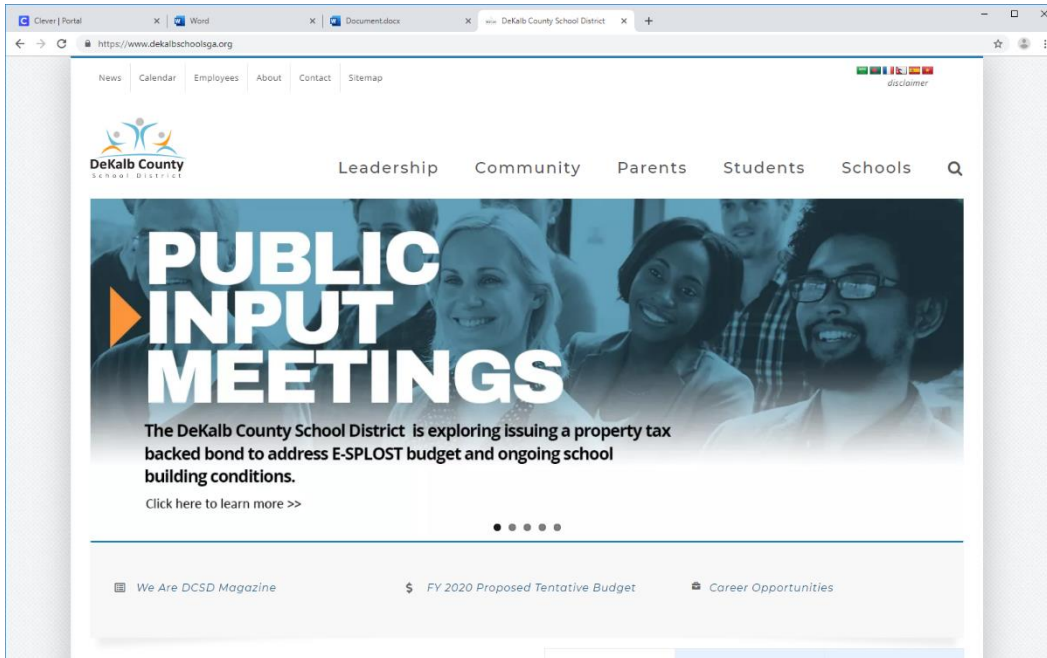 Clever | Portal
Word
Document.docx
DeKalb County School District
https://www.dekalbschoolsga.org
News
Calendar
Employees
About
Contact
Sitemap
disclaimer
DeKalb County
School District
Leadership
Community
Parents
Students
Schools
PUBLIC
INPUT
MEETINGS
The DeKalb County School District is exploring issuing a property tax
backed bond to address E-SPLOST budget and ongoing school
building conditions.
Click here to learn more >>
We Are DCSD Magazine
$ FY 2020 Proposed Tentative Budget
Career Opportunities